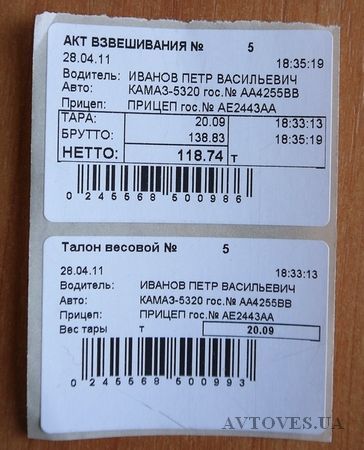 АКТ ВЗВЕШИВАНИЯ № 5
28.04.11 18:35:19
Водитель: ИВАНОВ ПЕТР ВАСИЛЬЕВИЧ
Авто: КАМАЗ-5320 гос.№ АА4255ВВ
Прицеп: ПРИЦЕП гос.№ АЕ2443АА
ТАРА: 20.09 18:33:13
БРУТТО: 138.83 18:35:19
НЕТТО: 118.74 т
0 245568 500986
Талон весовой № 5
28.04.11 18:33:13
Водитель: ИВАНОВ ПЕТР ВАСИЛЬЕВИЧ
Авто: КАМАЗ-5320 гос.№ АА4255ВВ
Прицеп: ПРИЦЕП гос.№ АЕ2443АА
Вес тары т 20.09
0 245568 500993
AVTOVES.UA